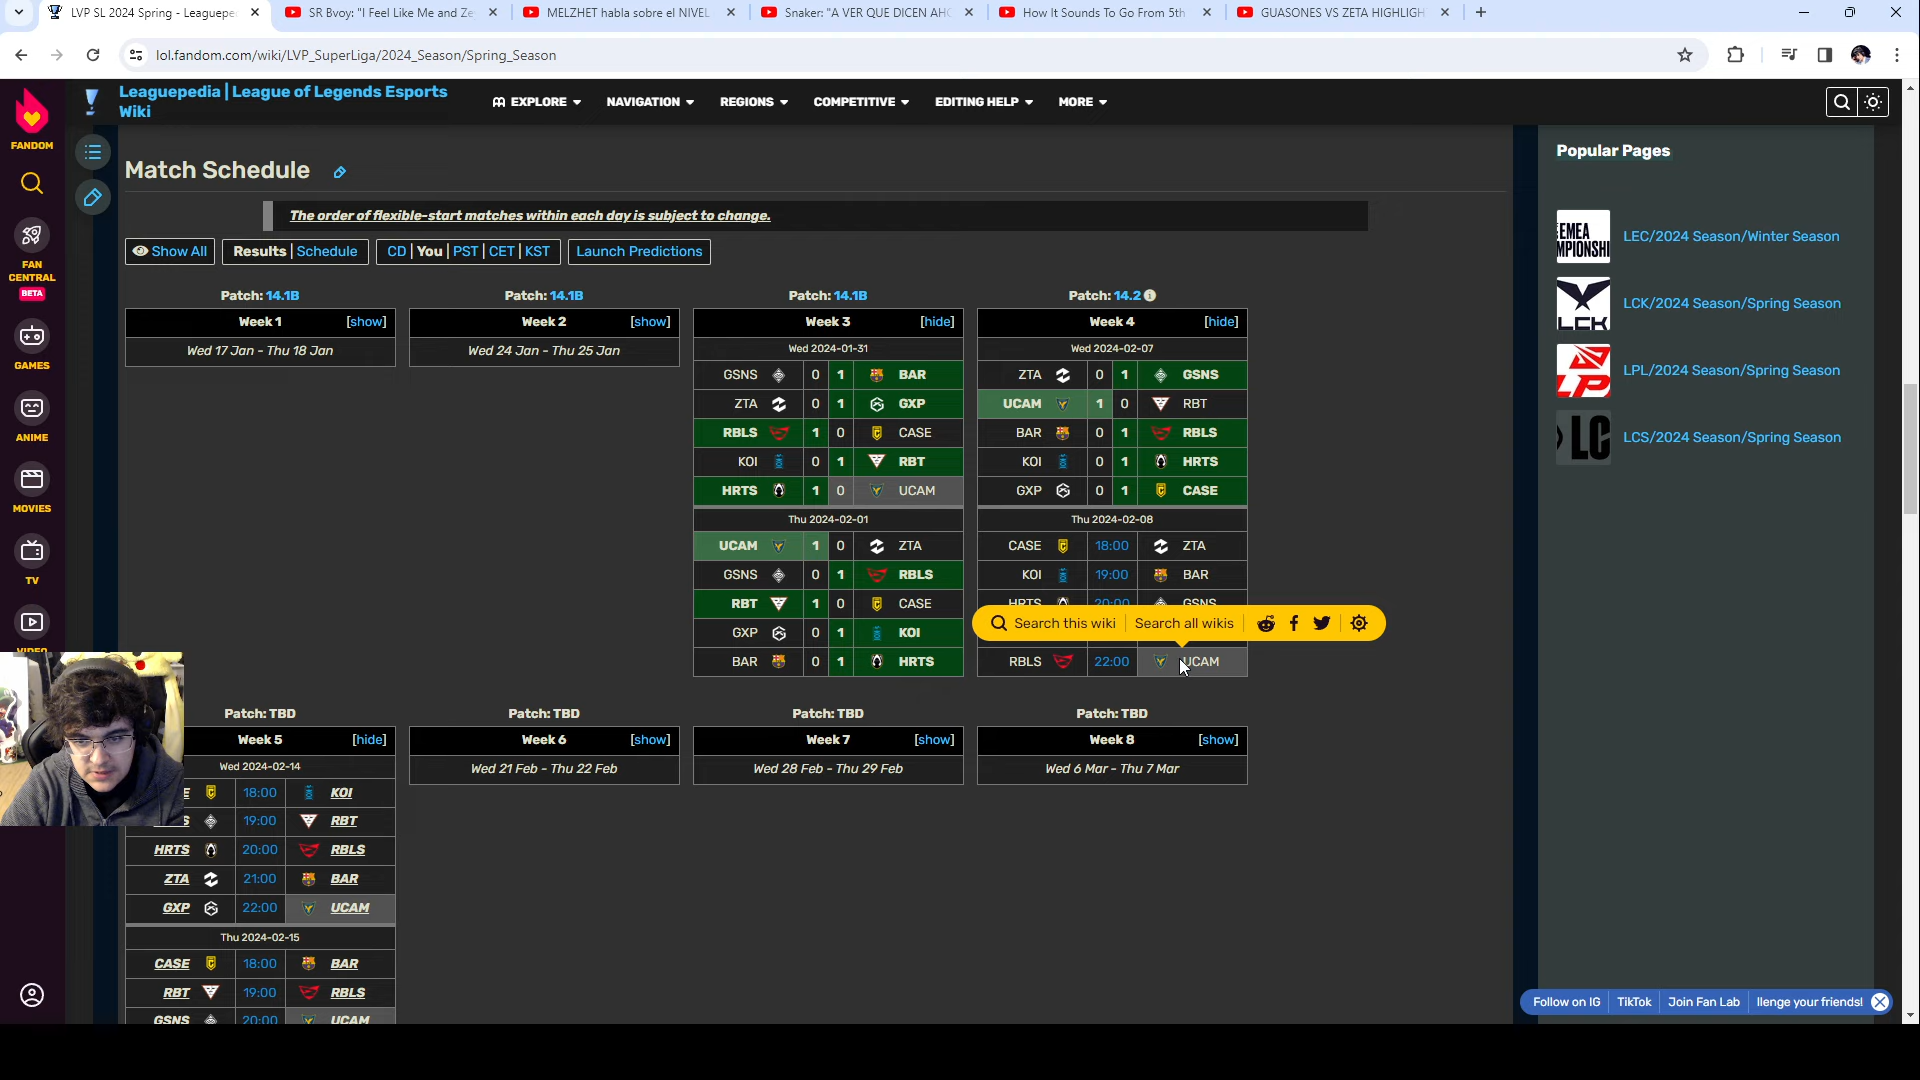 LVP SL 2024 Spring - Leaguepe
SR Bvoy: "I Feel Like Me and Ze
MELZHET habla sobre el NIVEL
Snaker: "A VER QUE DICEN AHO
How It Sounds To Go From 5th
GUASONES VS ZETA HIGHLIGH
lol.fandom.com/wiki/LVP_SuperLiga/2024_Season/Spring_Season
Leaguepedia | League of Legends Esports
Wiki
EXPLORE
NAVIGATION
REGIONS
COMPETITIVE
EDITING HELP
MORE
FANDOM
FAN
CENTRAL
BETA
GAMES
ANIME
MOVIES
TV
Match Schedule
The order of flexible-start matches within each day is subject to change.
Show All
Results | Schedule
CD | You | PST | CET | KST
Launch Predictions
Patch: 14.1B
Week 1 [show]
Wed 17 Jan - Thu 18 Jan
Patch: 14.1B
Week 2 [show]
Wed 24 Jan - Thu 25 Jan
Patch: 14.1B
Week 3 [hide]
Wed 2024-01-31
GSNS 0 1 BAR
ZTA 0 1 GXP
RBLS 1 0 CASE
KOI 0 1 RBT
HRTS 1 0 UCAM
Thu 2024-02-01
UCAM 1 0 ZTA
GSNS 0 1 RBLS
RBT 1 0 CASE
GXP 0 1 KOI
BAR 0 1 HRTS
Patch: 14.2
Week 4 [hide]
Wed 2024-02-07
ZTA 0 1 GSNS
UCAM 1 0 RBT
BAR 0 1 RBLS
KOI 0 1 HRTS
GXP 0 1 CASE
Thu 2024-02-08
CASE 18:00 ZTA
KOI 19:00 BAR
HRTS 20:00 GSNS
Search this wiki
Search all wikis
RBLS 22:00 UCAM
Patch: TBD
Week 5 [hide]
Wed 2024-02-14
E 18:00 KOI
S 19:00 RBT
HRTS 20:00 RBLS
ZTA 21:00 BAR
GXP 22:00 UCAM
Thu 2024-02-15
CASE 18:00 BAR
RBT 19:00 RBLS
GSNS 20:00 UCAM
Patch: TBD
Week 6 [show]
Wed 21 Feb - Thu 22 Feb
Patch: TBD
Week 7 [show]
Wed 28 Feb - Thu 29 Feb
Patch: TBD
Week 8 [show]
Wed 6 Mar - Thu 7 Mar
Popular Pages
LEC/2024 Season/Winter Season
LCK/2024 Season/Spring Season
LPL/2024 Season/Spring Season
LCS/2024 Season/Spring Season
EMEA
MPIONSHI
LCK
LP
LC
Follow on IG
TikTok
Join Fan Lab
llenge your friends!